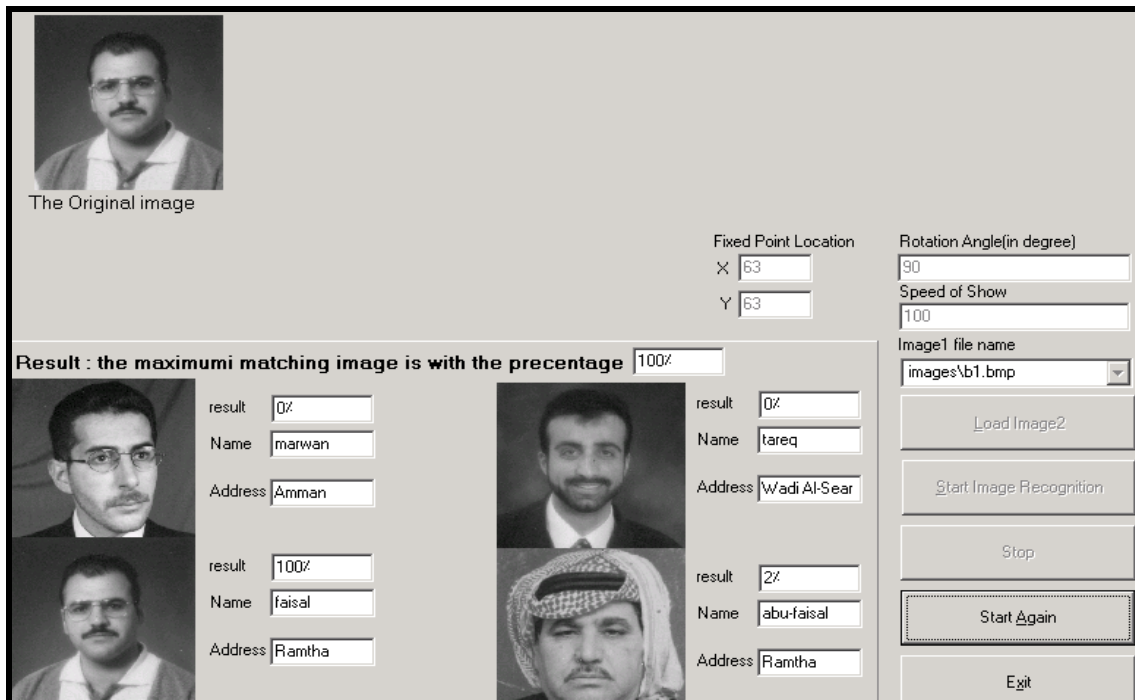 The Original image
Fixed Point Location
X 63
Y 63
Rotation Angle(in degree)
90
Speed of Show
100
Image1 file name
images\b1.bmp
Load Image2
Start Image Recognition
Stop
Start Again
Exit
Result : the maximumi matching image is with the precentage 100%
result 0%
Name marwan
Address Amman
result 0%
Name tareq
Address Wadi Al-Sear
result 100%
Name faisal
Address Ramtha
result 2%
Name abu-faisal
Address Ramtha